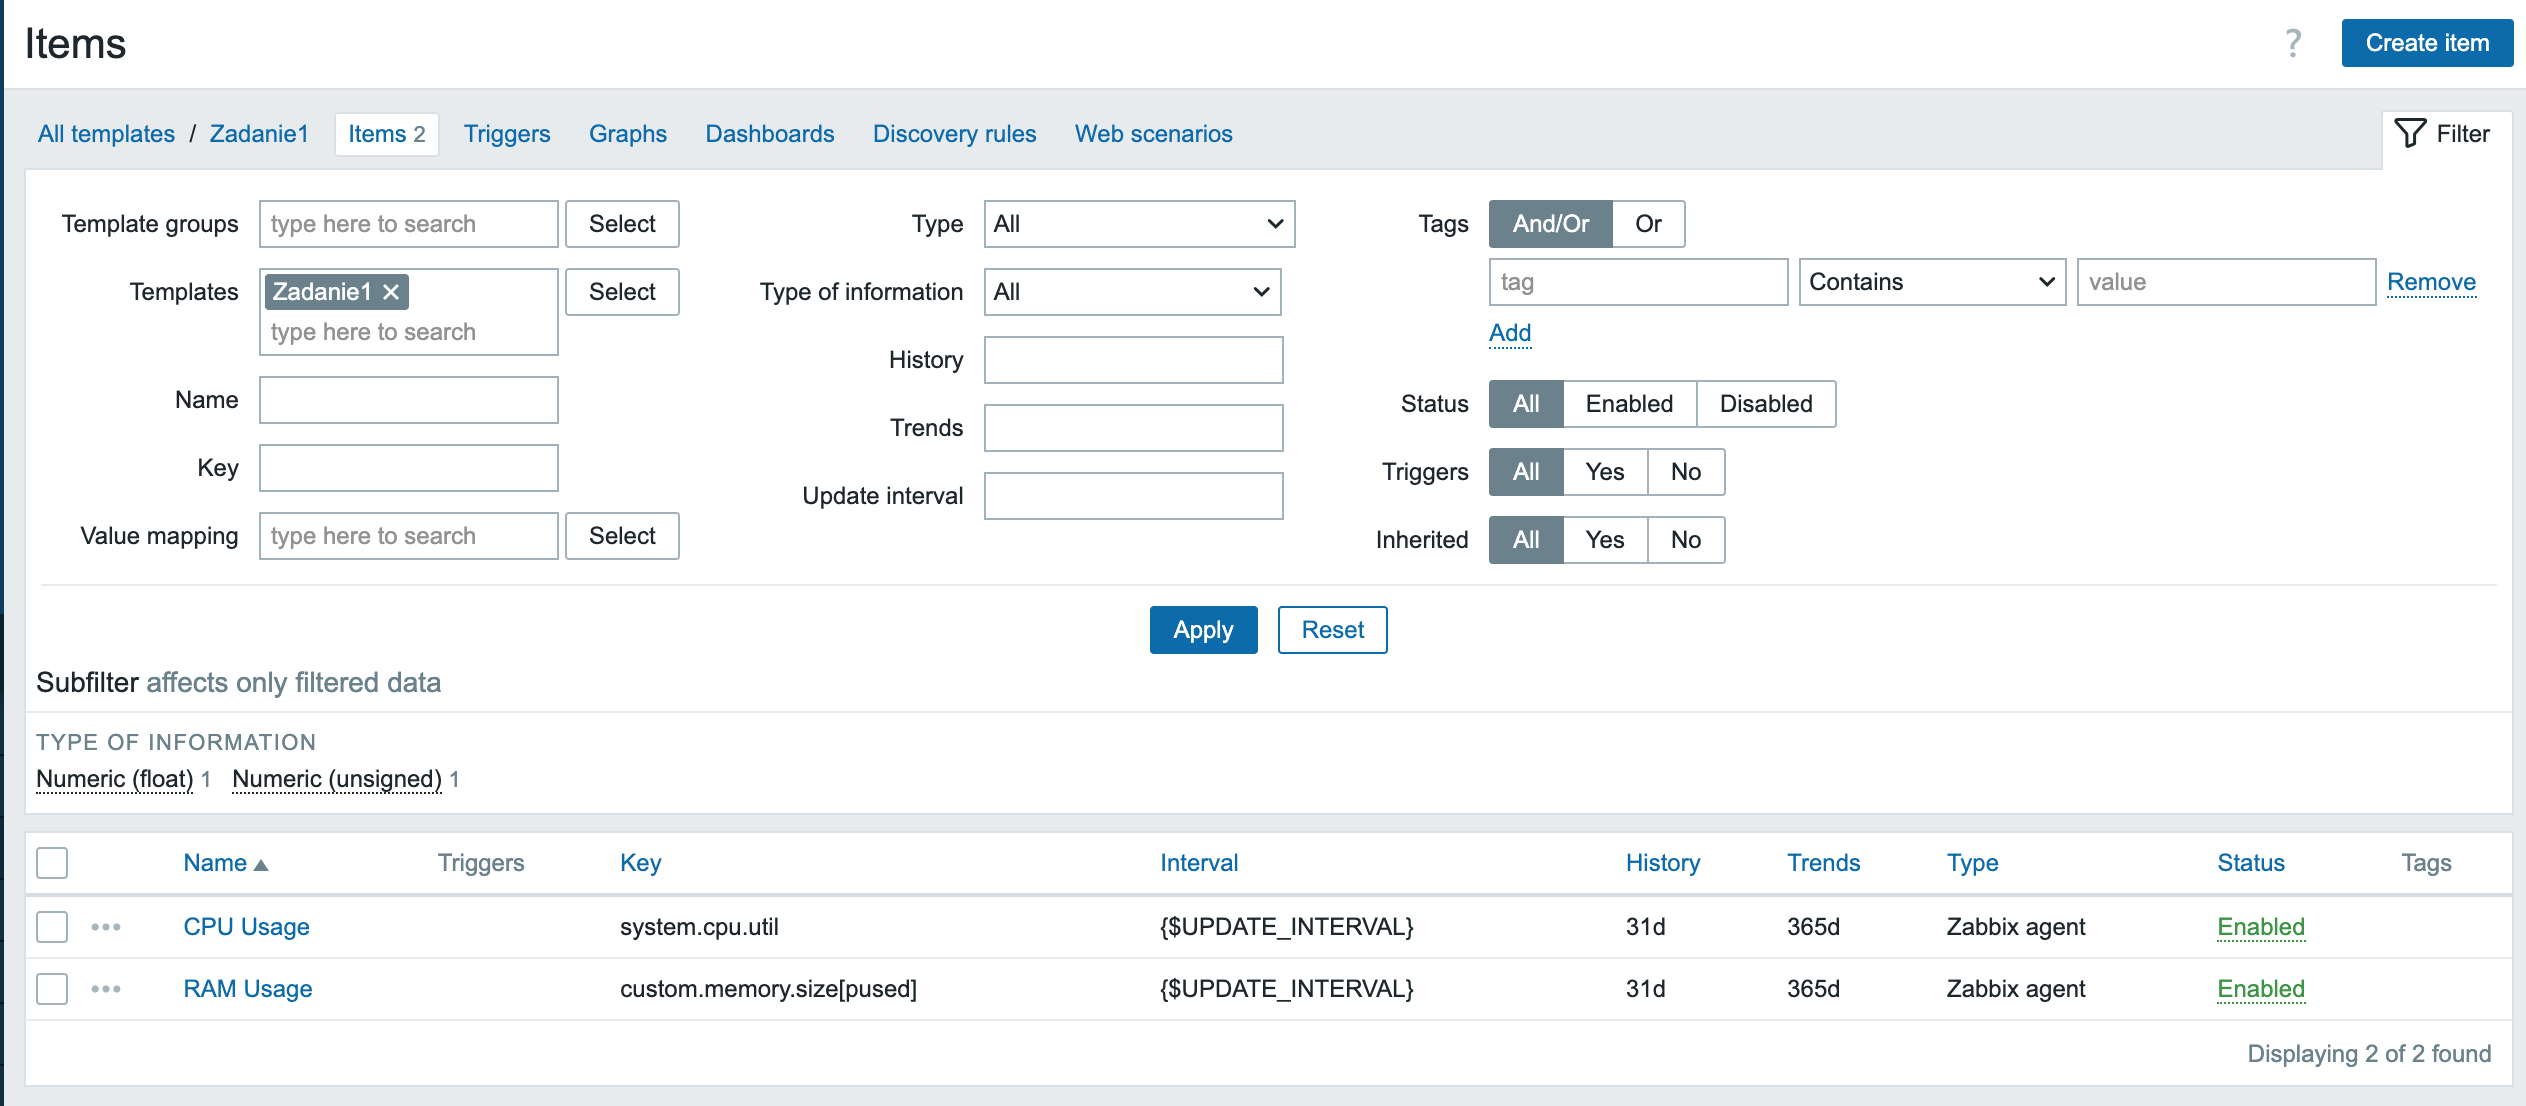 Items
?
Create item
All templates / Zadanie1 Items 2 Triggers Graphs Dashboards Discovery rules Web scenarios
Filter
Template groups type here to search Select
Templates Zadanie1 Select
type here to search
Name
Key
Value mapping type here to search Select
Type All
Type of information All
History
Trends
Update interval
Tags And/Or Or
tag Contains value Remove
Add
Status All Enabled Disabled
Triggers All Yes No
Inherited All Yes No
Apply Reset
Subfilter affects only filtered data
TYPE OF INFORMATION
Numeric (float) 1 Numeric (unsigned) 1
Name Triggers Key Interval History Trends Type Status Tags
CPU Usage system.cpu.util {$UPDATE_INTERVAL} 31d 365d Zabbix agent Enabled
RAM Usage custom.memory.size[pused] {$UPDATE_INTERVAL} 31d 365d Zabbix agent Enabled
Displaying 2 of 2 found